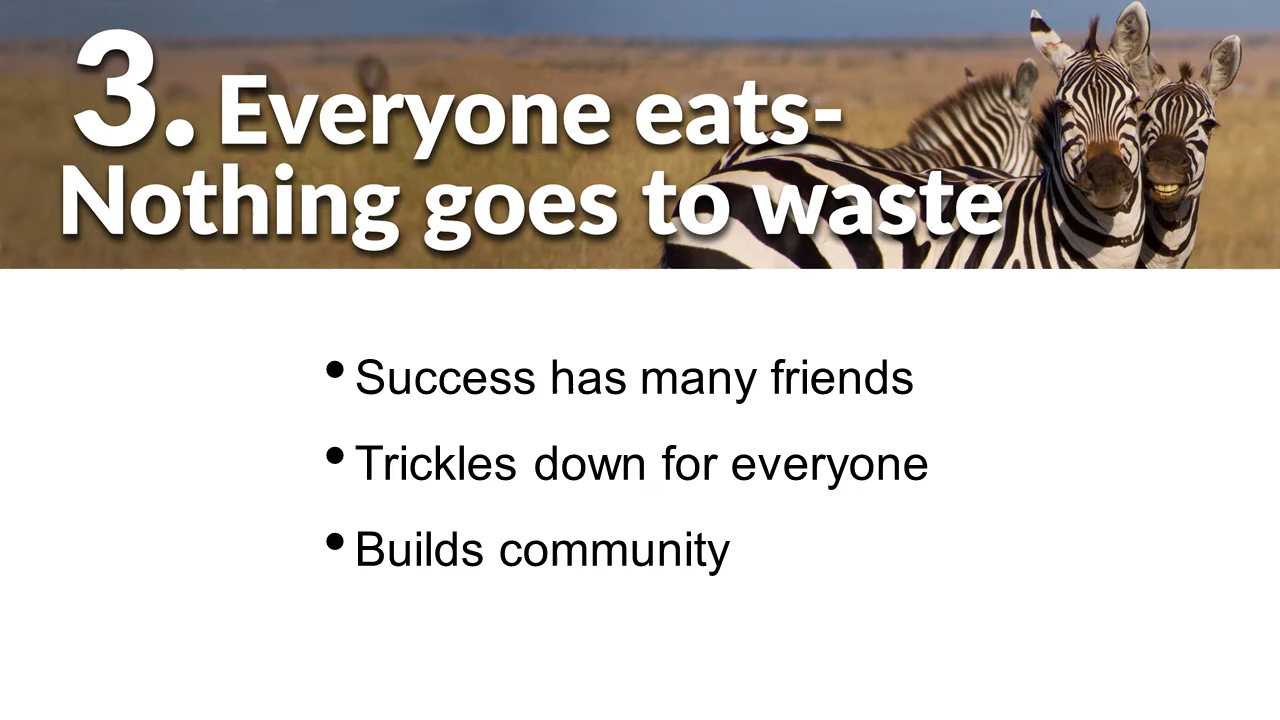 3. Everyone eats-
Nothing goes to waste
• Success has many friends
• Trickles down for everyone
• Builds community